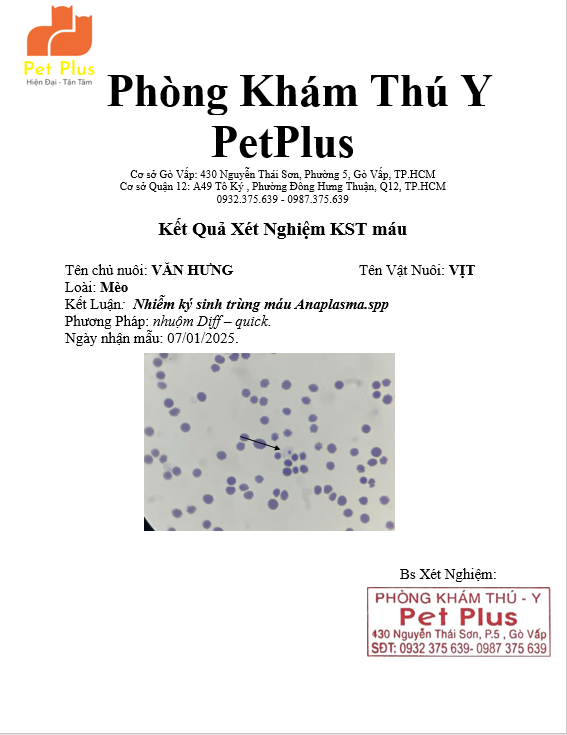 Pet Plus
Hiện Đại - Tận Tâm
Phòng Khám Thú Y
PetPlus
Cơ sở Gò Vấp: 430 Nguyễn Thái Sơn, Phường 5, Gò Vấp, TP.HCM
Cơ sở Quận 12: A49 Tô Ký , Phường Đông Hưng Thuận, Q12, TP.HCM
0932.375.639 - 0987.375.639
Kết Quả Xét Nghiệm KST máu
Tên chủ nuôi: VĂN HƯNG Tên Vật Nuôi: VỊT
Loài: Mèo
Kết Luận: Nhiễm ký sinh trùng máu Anaplasma.spp
Phương Pháp: nhuộm Diff – quick.
Ngày nhận mẫu: 07/01/2025.
Bs Xét Nghiệm:
PHÒNG KHÁM THÚ - Y
Pet Plus
430 Nguyễn Thái Sơn, P.5 , Gò Vấp
SĐT: 0932 375 639- 0987 375 639